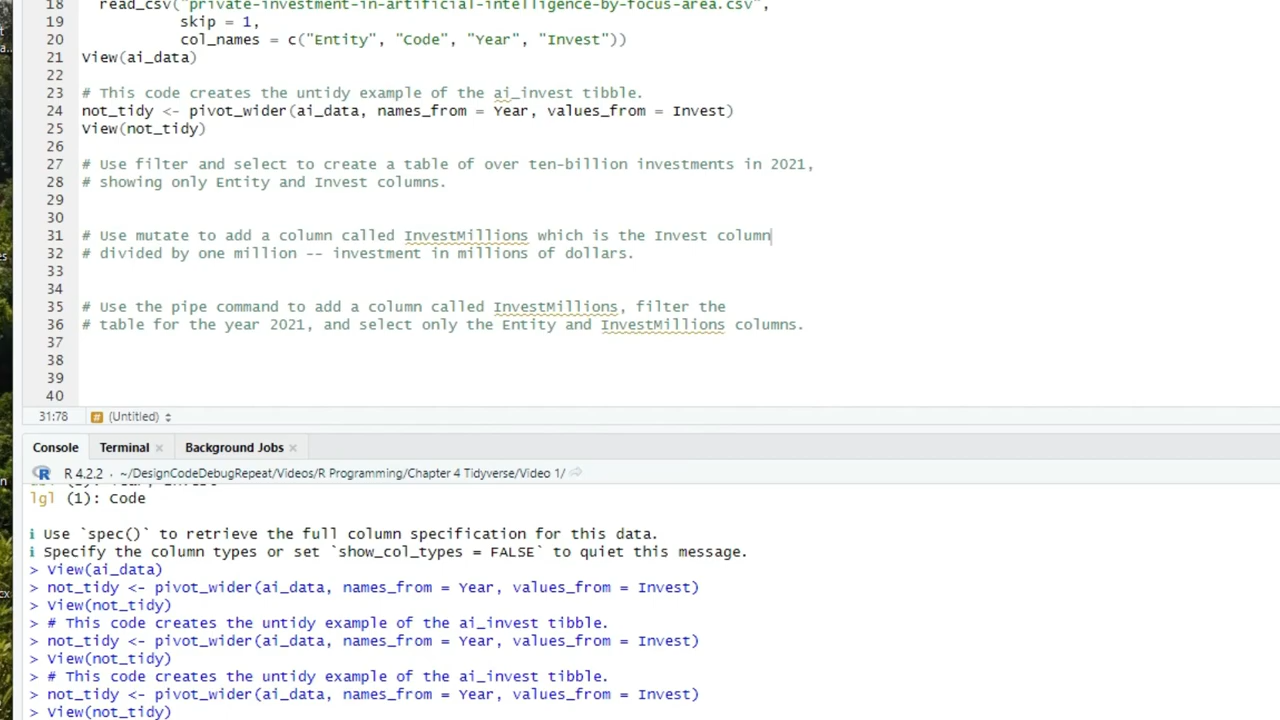 18 read_csv("private-investment-in-artificial-intelligence-by-focus-area.csv",
19 skip = 1,
20 col_names = c("Entity", "Code", "Year", "Invest"))
21 View(ai_data)
22
23 # This code creates the untidy example of the ai_invest tibble.
24 not_tidy <- pivot_wider(ai_data, names_from = Year, values_from = Invest)
25 View(not_tidy)
26
27 # Use filter and select to create a table of over ten-billion investments in 2021,
28 # showing only Entity and Invest columns.
29
30
31 # Use mutate to add a column called InvestMillions which is the Invest column
32 # divided by one million -- investment in millions of dollars.
33
34
35 # Use the pipe command to add a column called InvestMillions, filter the
36 # table for the year 2021, and select only the Entity and InvestMillions columns.
37
38
39
40
31:78 # (Untitled)
Console Terminal × Background Jobs ×
R R 4.2.2 · ~/DesignCodeDebugRepeat/Videos/R Programming/Chapter 4 Tidyverse/Video 1/
lgl (1): Code
i Use `spec()` to retrieve the full column specification for this data.
i Specify the column types or set `show_col_types = FALSE` to quiet this message.
> View(ai_data)
> not_tidy <- pivot_wider(ai_data, names_from = Year, values_from = Invest)
> View(not_tidy)
> # This code creates the untidy example of the ai_invest tibble.
> not_tidy <- pivot_wider(ai_data, names_from = Year, values_from = Invest)
> View(not_tidy)
> # This code creates the untidy example of the ai_invest tibble.
> not_tidy <- pivot_wider(ai_data, names_from = Year, values_from = Invest)
> View(not_tidy)